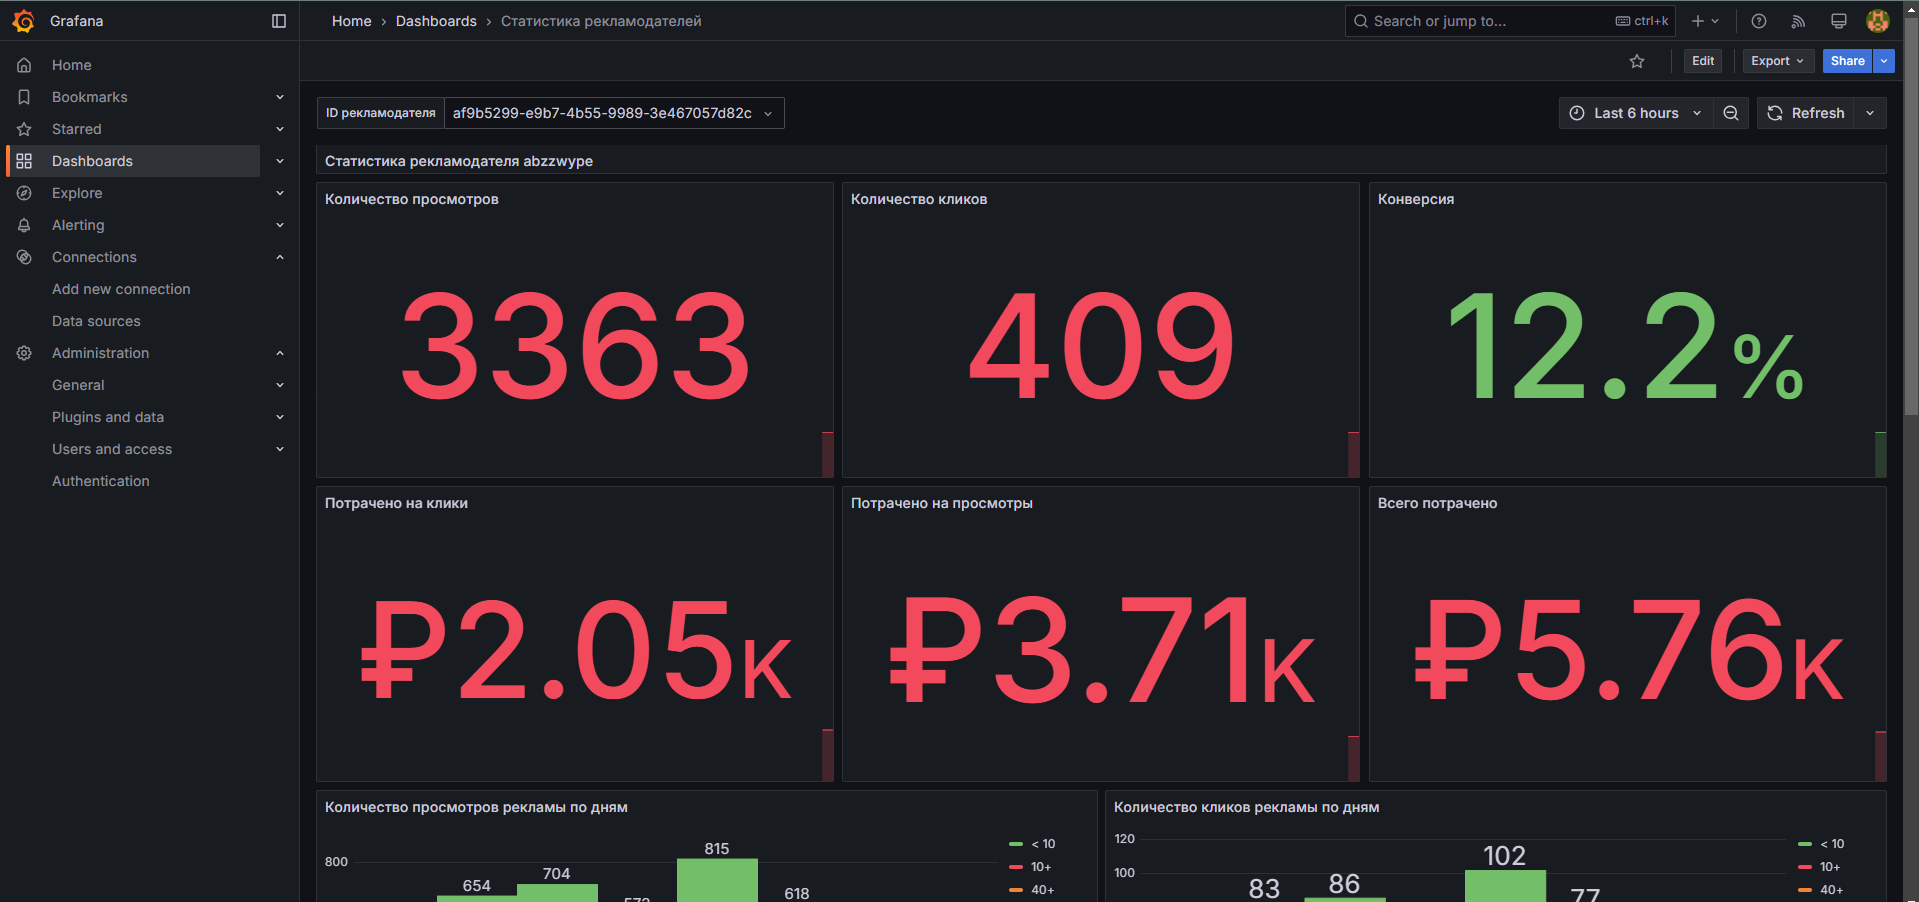 Grafana
Home › Dashboards › Статистика рекламодателей
Search or jump to...
ctrl+k
Edit
Export
Share
Home
Bookmarks
Starred
Dashboards
Explore
Alerting
Connections
Add new connection
Data sources
Administration
General
Plugins and data
Users and access
Authentication
ID рекламодателя
af9b5299-e9b7-4b55-9989-3e467057d82c
Last 6 hours
Refresh
Статистика рекламодателя abzzwype
Количество просмотров
3363
Количество кликов
409
Конверсия
12.2%
Потрачено на клики
₽2.05K
Потрачено на просмотры
₽3.71K
Всего потрачено
₽5.76K
Количество просмотров рекламы по дням
800
654
704
815
618
< 10
10+
40+
Количество кликов рекламы по дням
120
100
83
86
102
77
< 10
10+
40+